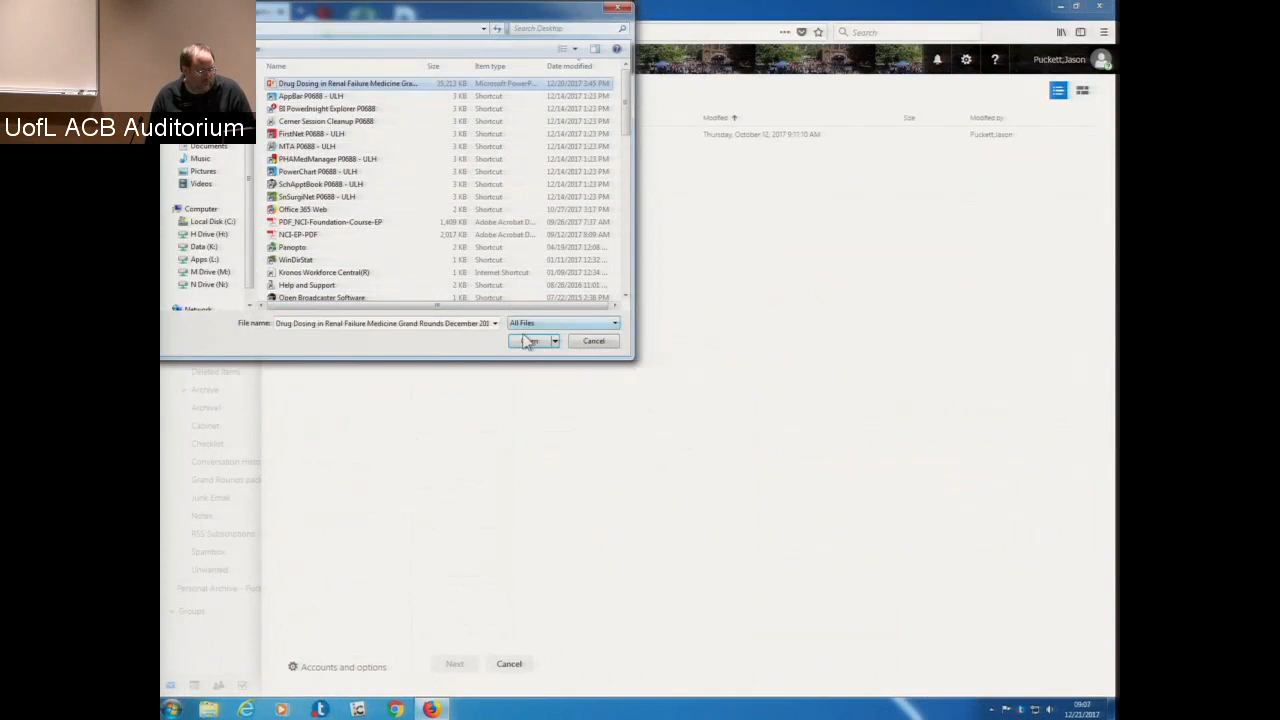 Search Desktop
Search
Name
Size
Item type
Date modified
Puckett,Jason
Drug Dosing in Renal Failure Medicine Gra...
25,213 KB
Microsoft PowerP...
12/20/2017 3:45 PM
AppBar P0688 - ULH
3 KB
Shortcut
12/14/2017 1:23 PM
BI PowerInsight Explorer P0688
3 KB
Shortcut
12/14/2017 1:23 PM
Cerner Session Cleanup P0688
3 KB
Shortcut
12/14/2017 1:23 PM
FirstNet P0688 - ULH
3 KB
Shortcut
12/14/2017 1:23 PM
MTA P0688 - ULH
3 KB
Shortcut
12/14/2017 1:23 PM
PHAMedManager P0688 - ULH
3 KB
Shortcut
12/14/2017 1:23 PM
PowerChart P0688 - ULH
3 KB
Shortcut
12/14/2017 1:23 PM
SchApptBook P0688 - ULH
3 KB
Shortcut
12/14/2017 1:23 PM
SnSurgiNet P0688 - ULH
3 KB
Shortcut
12/14/2017 1:23 PM
Office 365 Web
2 KB
Shortcut
10/27/2017 3:17 PM
PDF_NCI-Foundation-Course-EP
1,409 KB
Adobe Acrobat D...
09/26/2017 7:37 AM
NCI-EP-PDF
2,017 KB
Adobe Acrobat D...
09/12/2017 8:09 AM
Panopto
2 KB
Shortcut
04/19/2017 12:08 ...
WinDirStat
1 KB
Shortcut
01/11/2017 12:32 ...
Kronos Workforce Central(R)
1 KB
Internet Shortcut
01/09/2017 12:34 ...
Help and Support
2 KB
Shortcut
08/26/2016 11:01 ...
Open Broadcaster Software
1 KB
Shortcut
07/22/2015 2:38 PM
UofL ACB Auditorium
Documents
Music
Pictures
Videos
Computer
Local Disk (C:)
H Drive (H:)
Data (K:)
Apps (L:)
M Drive (M:)
N Drive (N:)
Network
File name:
Drug Dosing in Renal Failure Medicine Grand Rounds December 201
All Files
Cancel
Modified
Size
Modified by
Thursday, October 12, 2017 9:11:10 AM
Puckett,Jason
Deleted Items
Archive
Archive1
Cabinet
Checklist
Conversation Histo
Grand Rounds pack
Junk Email
Notes
RSS Subscriptions
Spambox
Unwanted
Personal Archive - Puck
Groups
Accounts and options
Next
Cancel
09:07
12/21/2017